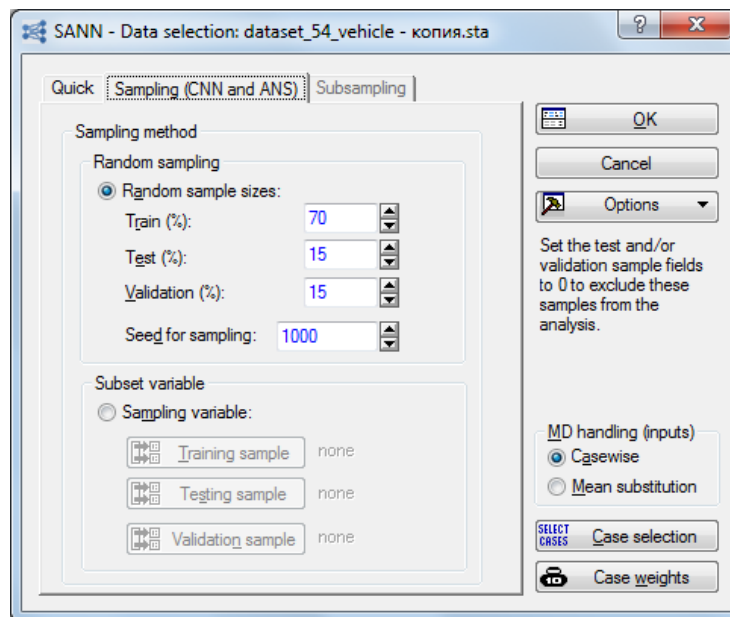 SANN - Data selection: dataset_54_vehicle - копия.sta
?
X
Quick
Sampling (CNN and ANS)
Subsampling
Sampling method
Random sampling
Random sample sizes:
Train (%):
70
Test (%):
15
Validation (%):
15
Seed for sampling:
1000
Subset variable
Sampling variable:
Training sample
none
Testing sample
none
Validation sample
none
OK
Cancel
Options
Set the test and/or
validation sample fields
to 0 to exclude these
samples from the
analysis.
MD handling (inputs)
Casewise
Mean substitution
SELECT
CASES
Case selection
Case weights